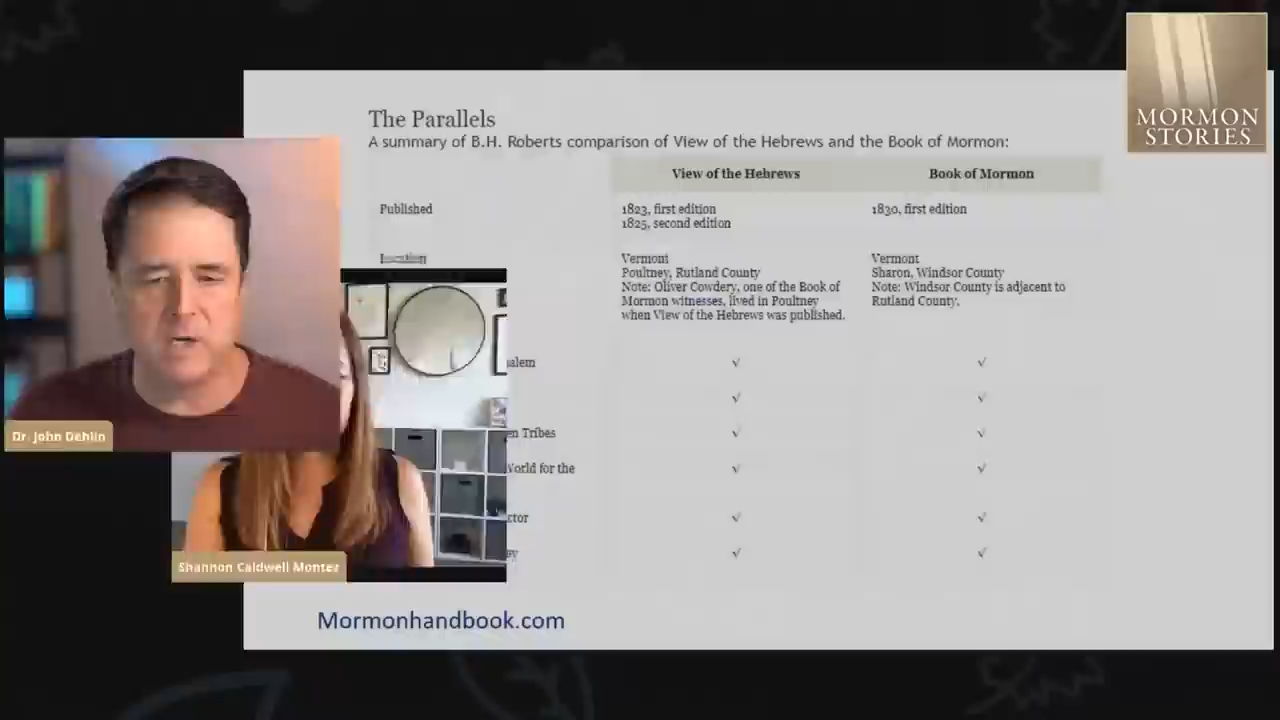 MORMON
STORIES
The Parallels
A summary of B.H. Roberts comparison of View of the Hebrews and the Book of Mormon:
View of the Hebrews
Book of Mormon
Published
1823, first edition
1825, second edition
1830, first edition
Location
Vermont
Poultney, Rutland County
Note: Oliver Cowdery, one of the Book of
Mormon witnesses, lived in Poultney
when View of the Hebrews was published.
Vermont
Sharon, Windsor County
Note: Windsor County is adjacent to
Rutland County.
√ √
√ √
Tribes √ √
for the √ √
√ √
√ √
Dr. John Dehlin
Shannon Caldwell Montez
Mormonhandbook.com